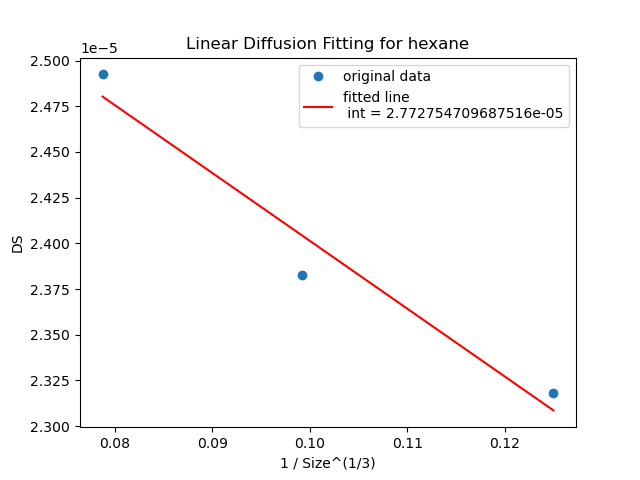 Linear Diffusion Fitting for hexane
1e−5
2.500
2.475
2.450
2.425
2.400
2.375
2.350
2.325
2.300
DS
original data
fitted line
int = 2.772754709687516e-05
0.08
0.09
0.10
0.11
0.12
1 / Size^(1/3)